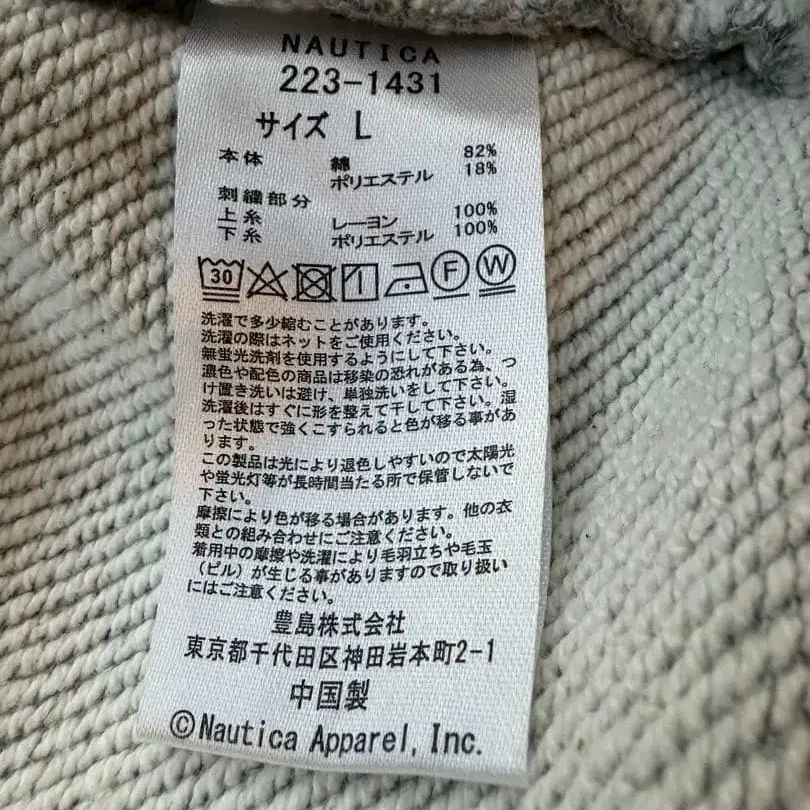 NAUTICA
223-1431
サイズ L
本体 綿 82%
ポリエステル 18%
刺繍部分
上糸 レーヨン 100%
下糸 ポリエステル 100%
30 F W
洗濯で多少縮むことがあります。
洗濯の際はネットをご使用ください。
無蛍光洗剤を使用するようにして下さい。
濃色や配色の商品は移染の恐れがある為、つ
け置き洗いは避け、単独洗いをして下さい。
洗濯後はすぐに形を整えて干して下さい。湿
った状態で強くこすられると色が移る事があ
ります。
この製品は光により退色しやすいので太陽光
や蛍光灯等が長時間当たる所で保管しないで
下さい。
摩擦により色が移る場合があります。他の衣
類との組み合わせにご注意ください。
着用中の摩擦や洗濯により毛羽立ちや毛玉
（ピル）が生じる事がありますので取り扱い
にはご注意ください。
豊島株式会社
東京都千代田区神田岩本町2-1
中国製
©Nautica Apparel, Inc.